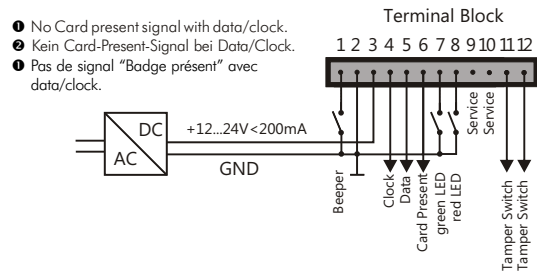 ❶ No Card present signal with data/clock.
❷ Kein Card-Present-Signal bei Data/Clock.
❶ Pas de signal “Badge présent” avec
data/clock.
Terminal Block
1 2 3 4 5 6 7 8 9 10 11 12
DC
AC
+12...24V<200mA
GND
Beeper
Clock
Data
Card Present
green LED
red LED
Service
Service
Tamper Switch
Tamper Switch